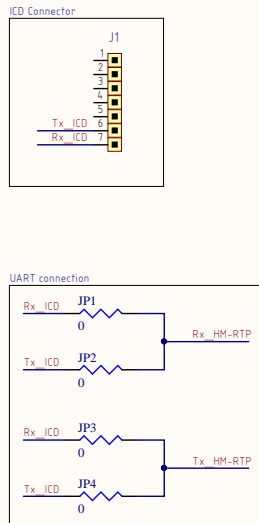 ICD Connector
J1
1
2
3
4
5
Tx_ICD 6
Rx_ICD 7
UART connection
Rx_ICD JP1
0
Rx_HM-RTP
Tx_ICD JP2
0
Rx_ICD JP3
0
Tx_HM-RTP
Tx_ICD JP4
0